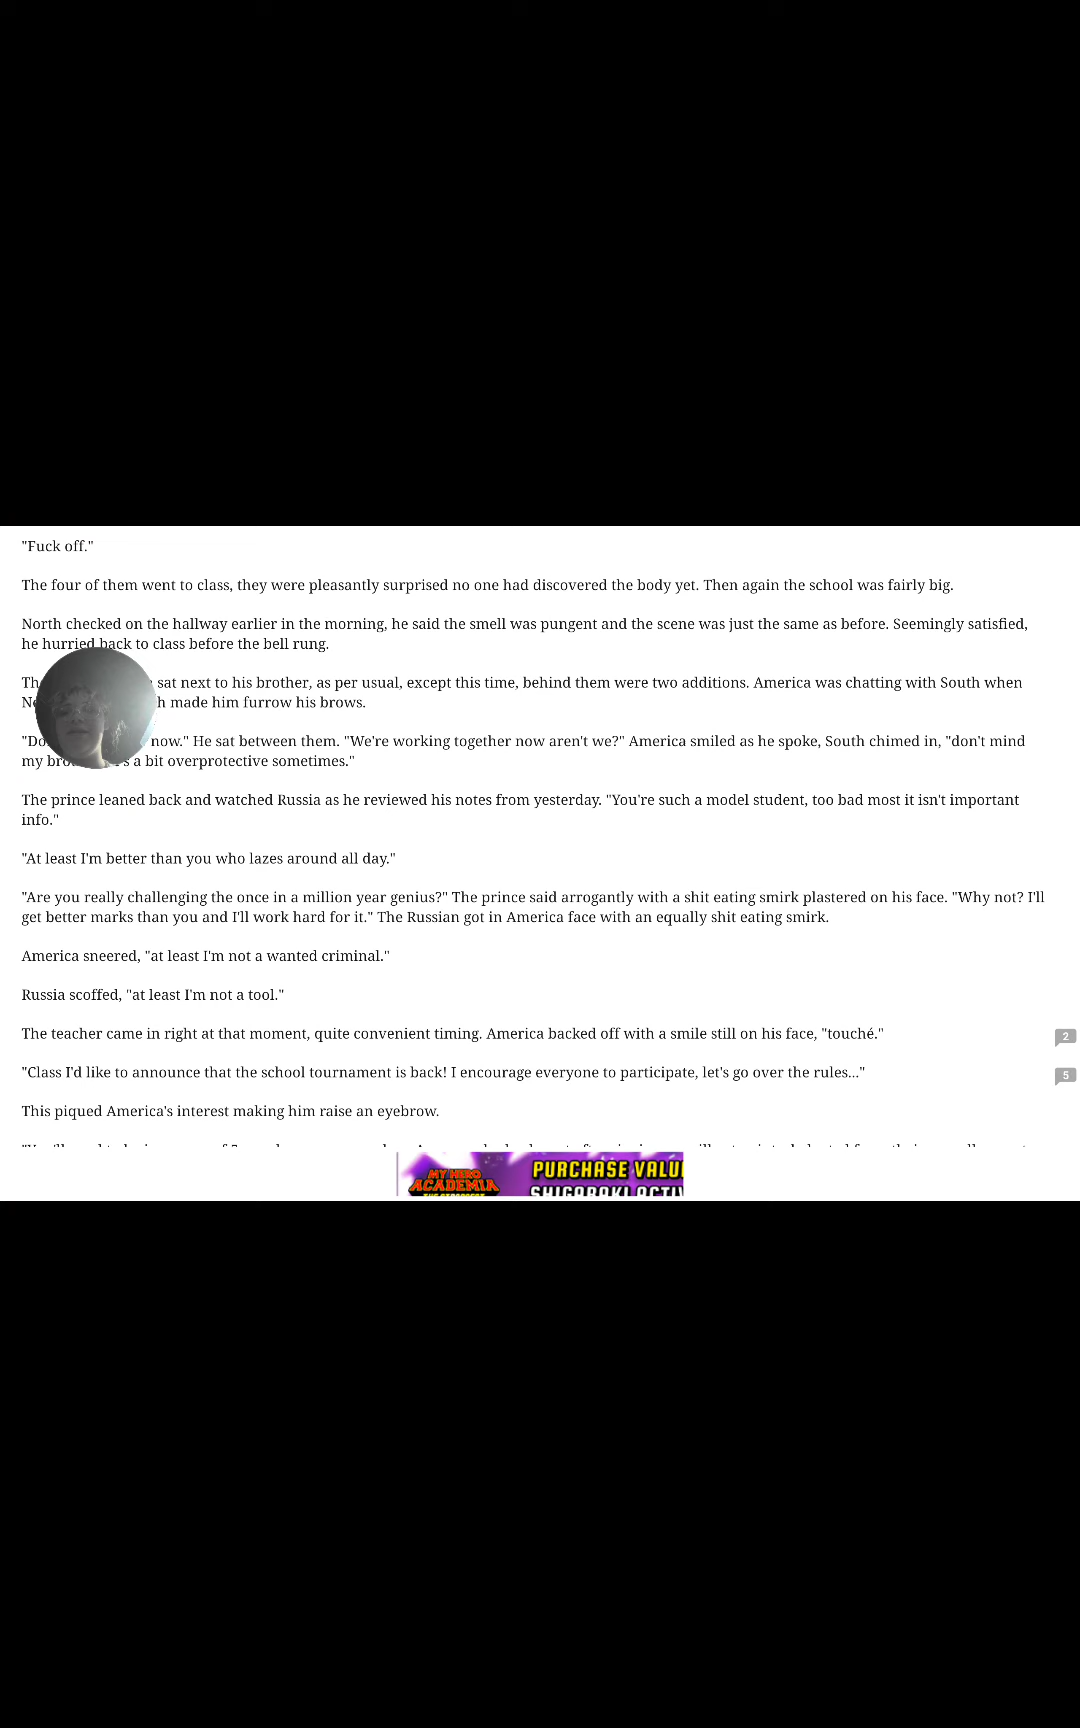 "Fuck off."
The four of them went to class, they were pleasantly surprised no one had discovered the body yet. Then again the school was fairly big.
North checked on the hallway earlier in the morning, he said the smell was pungent and the scene was just the same as before. Seemingly satisfied,
he hurried back to class before the bell rung.
sat next to his brother, as per usual, except this time, behind them were two additions. America was chatting with South when
made him furrow his brows.
now." He sat between them. "We're working together now aren't we?" America smiled as he spoke, South chimed in, "don't mind
my a bit overprotective sometimes."
The prince leaned back and watched Russia as he reviewed his notes from yesterday. "You're such a model student, too bad most it isn't important
info."
"At least I'm better than you who lazes around all day."
"Are you really challenging the once in a million year genius?" The prince said arrogantly with a shit eating smirk plastered on his face. "Why not? I'll
get better marks than you and I'll work hard for it." The Russian got in America face with an equally shit eating smirk.
America sneered, "at least I'm not a wanted criminal."
Russia scoffed, "at least I'm not a tool."
The teacher came in right at that moment, quite convenient timing. America backed off with a smile still on his face, "touché."
2
"Class I'd like to announce that the school tournament is back! I encourage everyone to participate, let's go over the rules..."
5
This piqued America's interest making him raise an eyebrow.
MY HERO
ACADEMIA
PURCHASE
SHIGARAKI